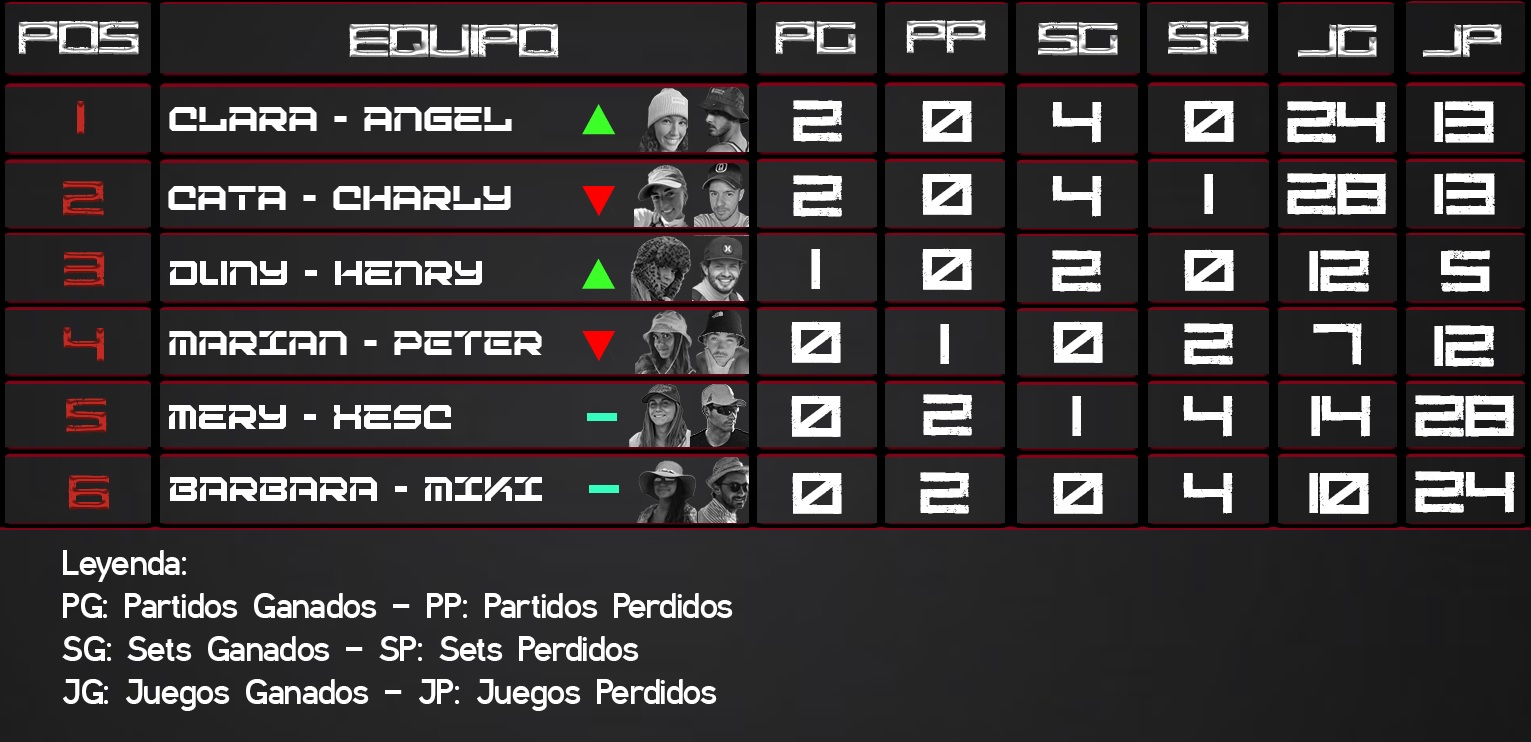 POS EQUIPO PG PP SG SP JG JP
1 CLARA - ANGEL 2 0 4 0 24 13
2 CATA - CHARLY 2 0 4 1 28 13
3 DUNY - HENRY 1 0 2 0 12 5
4 MARIAN - PETER 0 1 0 2 7 12
5 MERY - XESC 0 2 1 4 14 28
6 BARBARA - MIKI 0 2 0 4 10 24
Leyenda:
PG: Partidos Ganados - PP: Partidos Perdidos
SG: Sets Ganados - SP: Sets Perdidos
JG: Juegos Ganados - JP: Juegos Perdidos